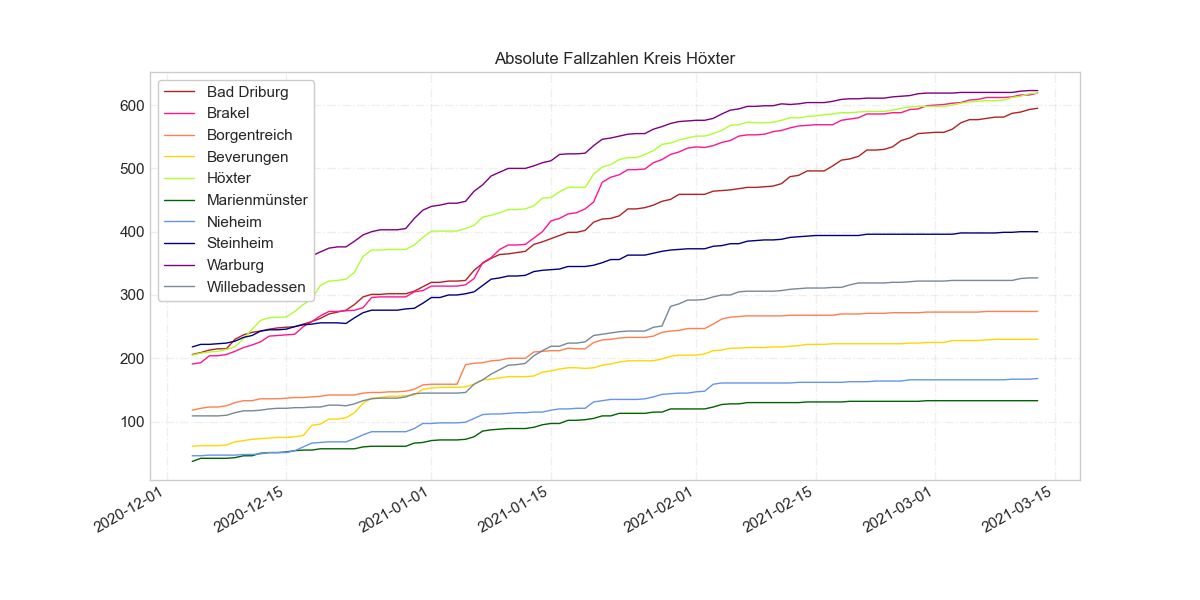 Absolute Fallzahlen Kreis Höxter
600
500
400
300
200
100
Bad Driburg
Brakel
Borgentreich
Beverungen
Höxter
Marienmünster
Nieheim
Steinheim
Warburg
Willebadessen
2020-12-01
2020-12-15
2021-01-01
2021-01-15
2021-02-01
2021-02-15
2021-03-01
2021-03-15